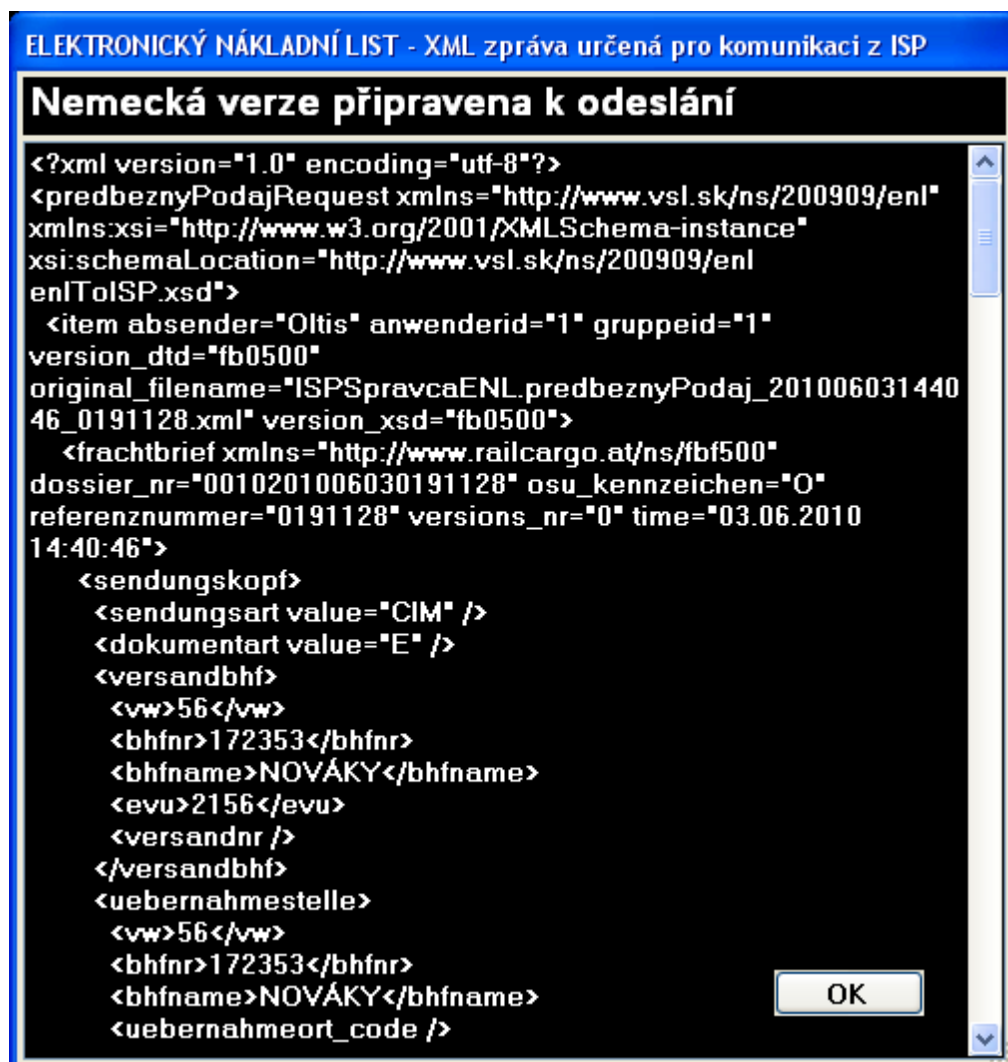 ELEKTRONICKÝ NÁKLADNÍ LIST - XML zpráva určená pro komunikaci z ISP
Nemecká verze připravena k odeslání
<?xml version="1.0" encoding="utf-8"?>
<predbeznyPodajRequest xmlns="http://www.vsl.sk/ns/200909/enl"
xmlns:xsi="http://www.w3.org/2001/XMLSchema-instance"
xsi:schemaLocation="http://www.vsl.sk/ns/200909/enl
enlToISP.xsd">
<item absender="Oltis" anwenderid="1" gruppeid="1"
version_dtd="fb0500"
original_filename="ISPSpravcaENL.predbeznyPodaj_201006031440
46_0191128.xml" version_xsd="fb0500">
<frachtbrief xmlns="http://www.railcargo.at/ns/fbf500"
dossier_nr="0010201006030191128" osu_kennzeichen="O"
referenznummer="0191128" versions_nr="0" time="03.06.2010
14:40:46">
<sendungskopf>
<sendungsart value="CIM" />
<dokumentart value="E" />
<versandbhf>
<vw>56</vw>
<bhfnr>172353</bhfnr>
<bhfname>NOVÁKY</bhfname>
<evu>2156</evu>
<versandnr />
</versandbhf>
<uebernahmestelle>
<vw>56</vw>
<bhfnr>172353</bhfnr>
<bhfname>NOVÁKY</bhfname>
<uebernahmeort_code />
OK